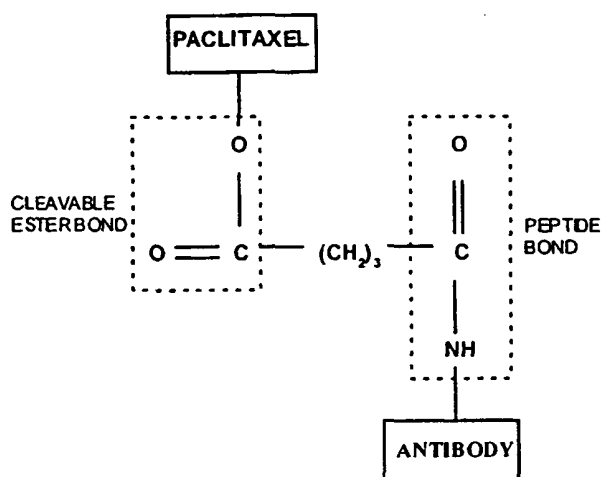 PACLITAXEL
O
CLEAVABLE
ESTERBOND
O
C
(CH2)3
C
O
PEPTIDE
BOND
NH
ANTIBODY